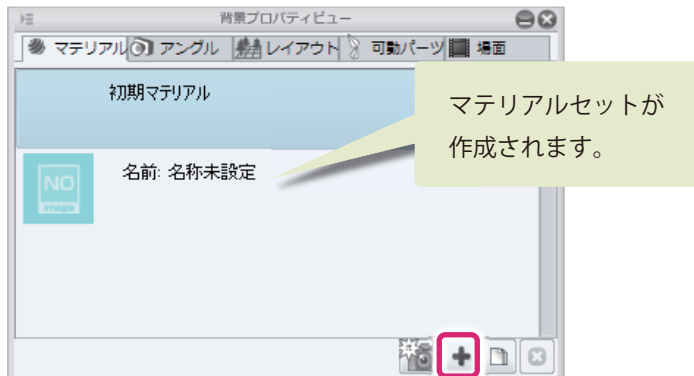 背景プロパティビュー
マテリアル アングル レイアウト 可動パーツ 場面
初期マテリアル
マテリアルセットが
作成されます。
名前: 名称未設定
NO
image